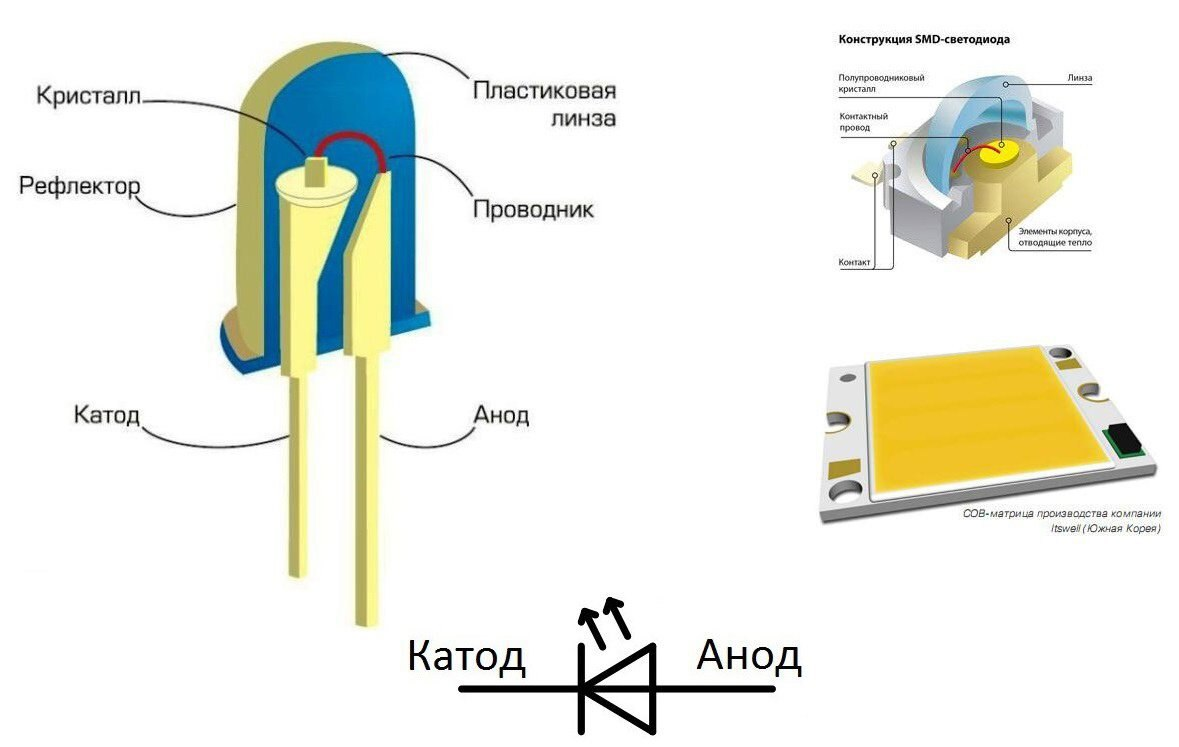 Кристалл
Пластиковая
линза
Рефлектор
Проводник
Катод
Анод
Конструкция SMD-светодиода
Полупроводниковый
кристалл
Линза
Контактный
провод
Элементы корпуса,
отводящие тепло
Контакт
COB-матрица производства компании
Itswell (Южная Корея)
Катод
Анод